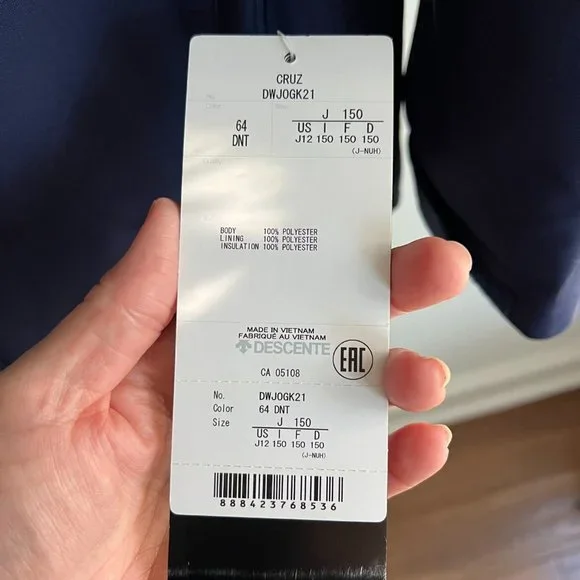 CRUZ
DWJOGK21
64
DNT
J 150
US I F D
J12 150 150 150
(J-NUH)
BODY 100% POLYESTER
LINING 100% POLYESTER
INSULATION 100% POLYESTER
MADE IN VIETNAM
FABRIQUÉ AU VIETNAM
DESCENTE
EAC
CA 05108
No. DWJOGK21
Color 64 DNT
Size J 150
US I F D
J12 150 150 150
(J-NUH)
888423768536